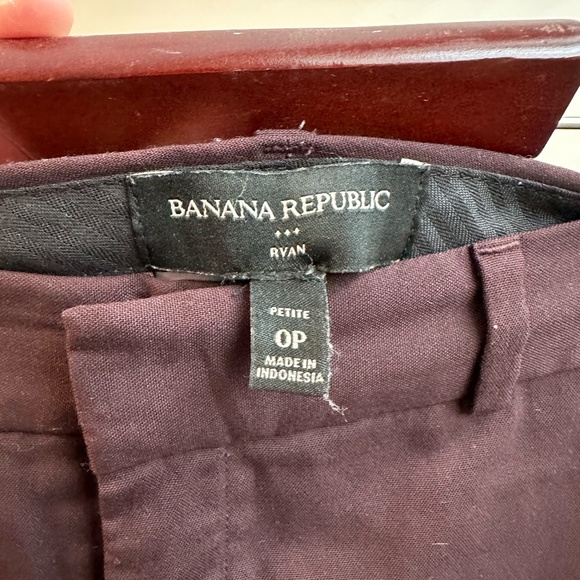 BANANA REPUBLIC
RYAN
PETITE
0P
MADE IN
INDONESIA